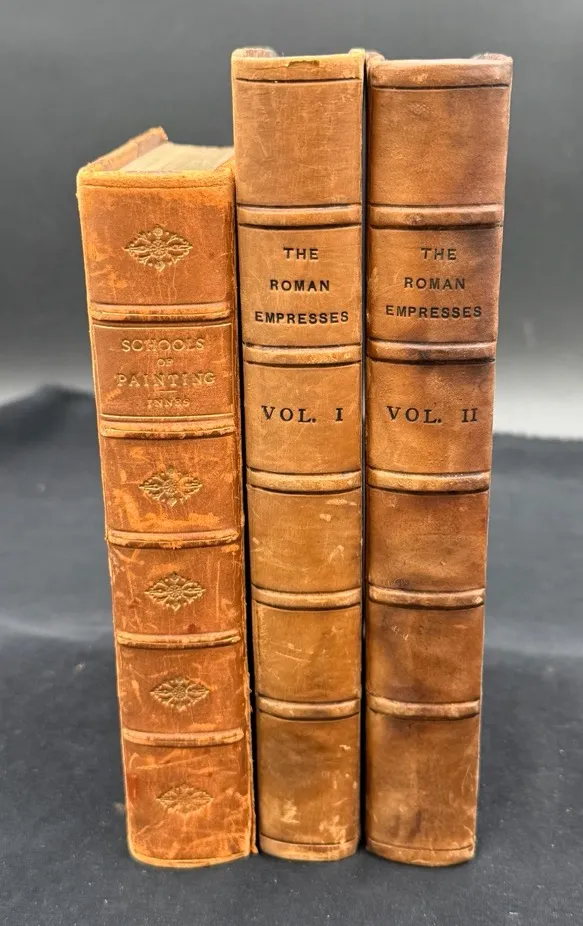 SCHOOLS
OF
PAINTING
INNES
THE
ROMAN
EMPRESSES
VOL. I
THE
ROMAN
EMPRESSES
VOL. II